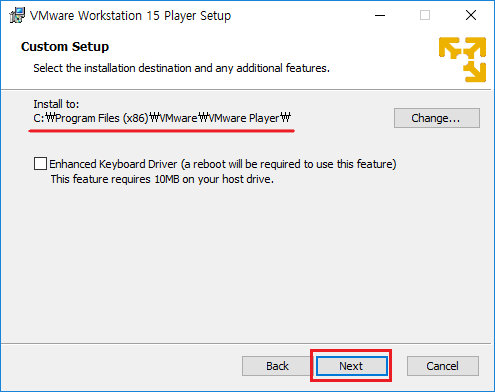 VMware Workstation 15 Player Setup
Custom Setup
Select the installation destination and any additional features.
Install to:
C:₩Program Files (x86)₩VMware₩VMware Player₩
Change...
Enhanced Keyboard Driver (a reboot will be required to use this feature)
This feature requires 10MB on your host drive.
Back
Next
Cancel